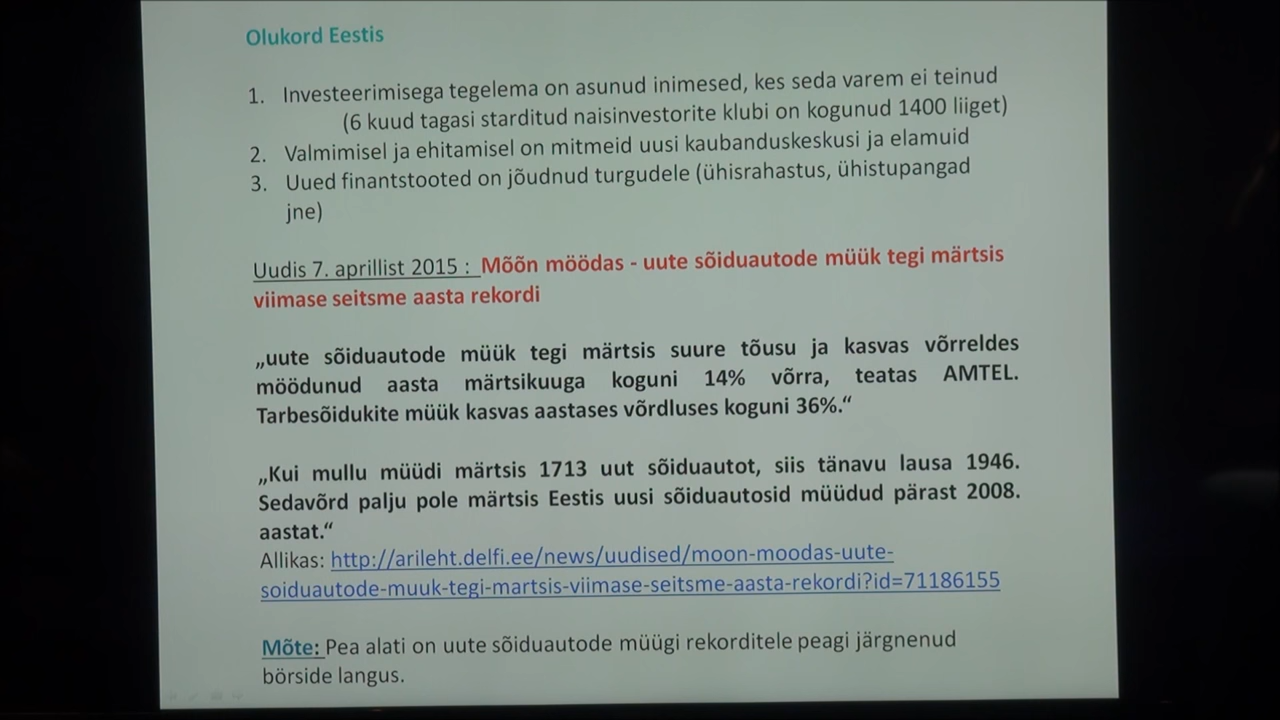 Olukord Eestis
1. Investeerimisega tegelema on asunud inimesed, kes seda varem ei teinud
(6 kuud tagasi starditud naisinvestorite klubi on kogunud 1400 liiget)
2. Valmimisel ja ehitamisel on mitmeid uusi kaubanduskeskusi ja elamuid
3. Uued finantstooted on jõudnud turgudele (ühisrahastus, ühistupangad
jne)
Uudis 7. aprillist 2015 : Mõõn möödas - uute sõiduautode müük tegi märtsis
viimase seitsme aasta rekordi
„uute sõiduautode müük tegi märtsis suure tõusu ja kasvas võrreldes
möödunud aasta märtsikuuga koguni 14% võrra, teatas AMTEL.
Tarbesõidukite müük kasvas aastases võrdluses koguni 36%.“
„Kui mullu müüdi märtsis 1713 uut sõiduautot, siis tänavu lausa 1946.
Sedavõrd palju pole märtsis Eestis uusi sõiduautosid müüdud pärast 2008.
aastat.“
Allikas: http://arileht.delfi.ee/news/uudised/moon-moodas-uute-
soiduautode-muuk-tegi-martsis-viimase-seitsme-aasta-rekordi?id=71186155
Mõte: Pea alati on uute sõiduautode müügi rekorditele peagi järgnenud
börside langus.